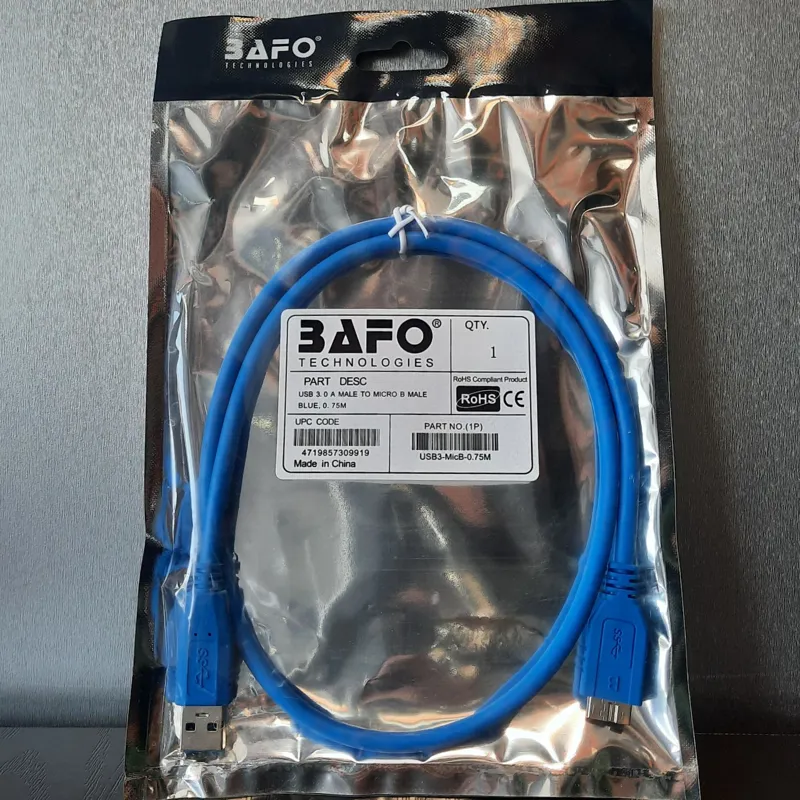 BAFO®
TECHNOLOGIES
BAFO®
TECHNOLOGIES
QTY.
1
PART DESC
USB 3.0 A MALE TO MICRO B MALE
BLUE, 0.75M
RoHS Compliant Product
RoHS CE
UPC CODE
4719857309919
Made in China
PART NO.(1P)
USB3-MicB-0.75M